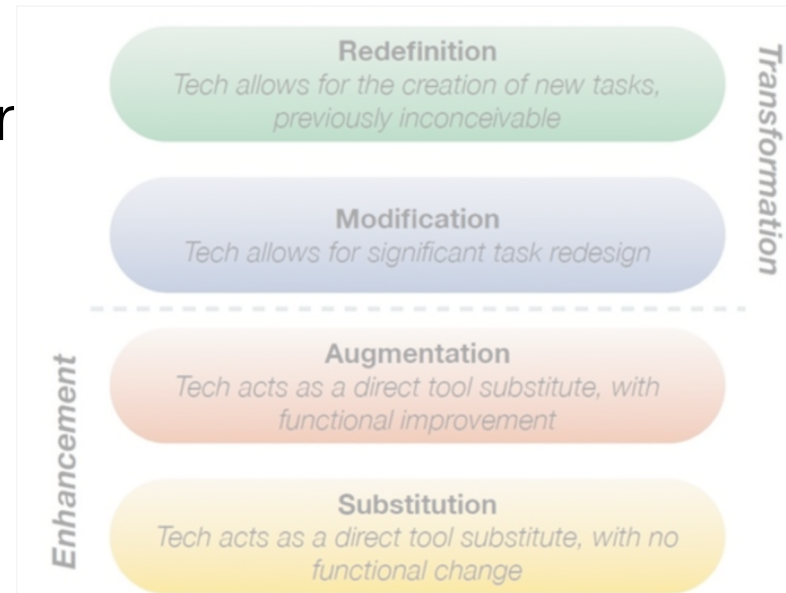 r
Redefinition
Tech allows for the creation of new tasks,
previously inconceivable
Transformation
Modification
Tech allows for significant task redesign
Augmentation
Tech acts as a direct tool substitute, with
functional improvement
Enhancement
Substitution
Tech acts as a direct tool substitute, with no
functional change